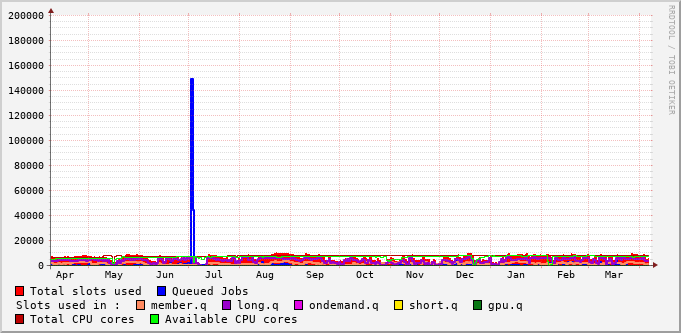 RRDTOOL / TOBI OETIKER
200000
180000
160000
140000
120000
100000
80000
60000
40000
20000
0
Apr May Jun Jul Aug Sep Oct Nov Dec Jan Feb Mar
Total slots used Queued Jobs
Slots used in : member.q long.q ondemand.q short.q gpu.q
Total CPU cores Available CPU cores